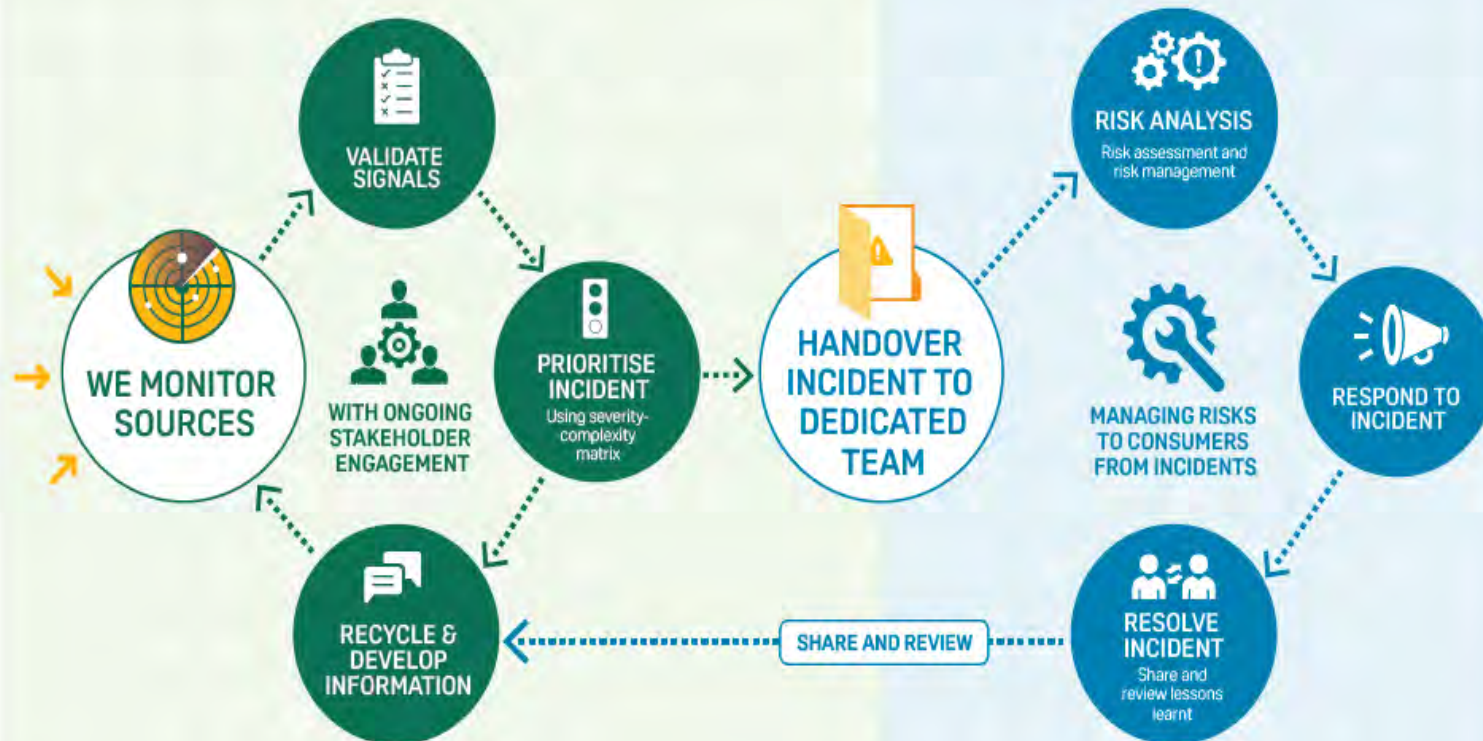 VALIDATE
SIGNALS
WE MONITOR
SOURCES
WITH ONGOING
STAKEHOLDER
ENGAGEMENT
PRIORITISE
INCIDENT
Using severity-
complexity
matrix
RECYCLE &
DEVELOP
INFORMATION
HANDOVER
INCIDENT TO
DEDICATED
TEAM
RISK ANALYSIS
Risk assessment and
risk management
MANAGING RISKS
TO CONSUMERS
FROM INCIDENTS
RESPOND TO
INCIDENT
RESOLVE
INCIDENT
Share and
review lessons
learnt
SHARE AND REVIEW